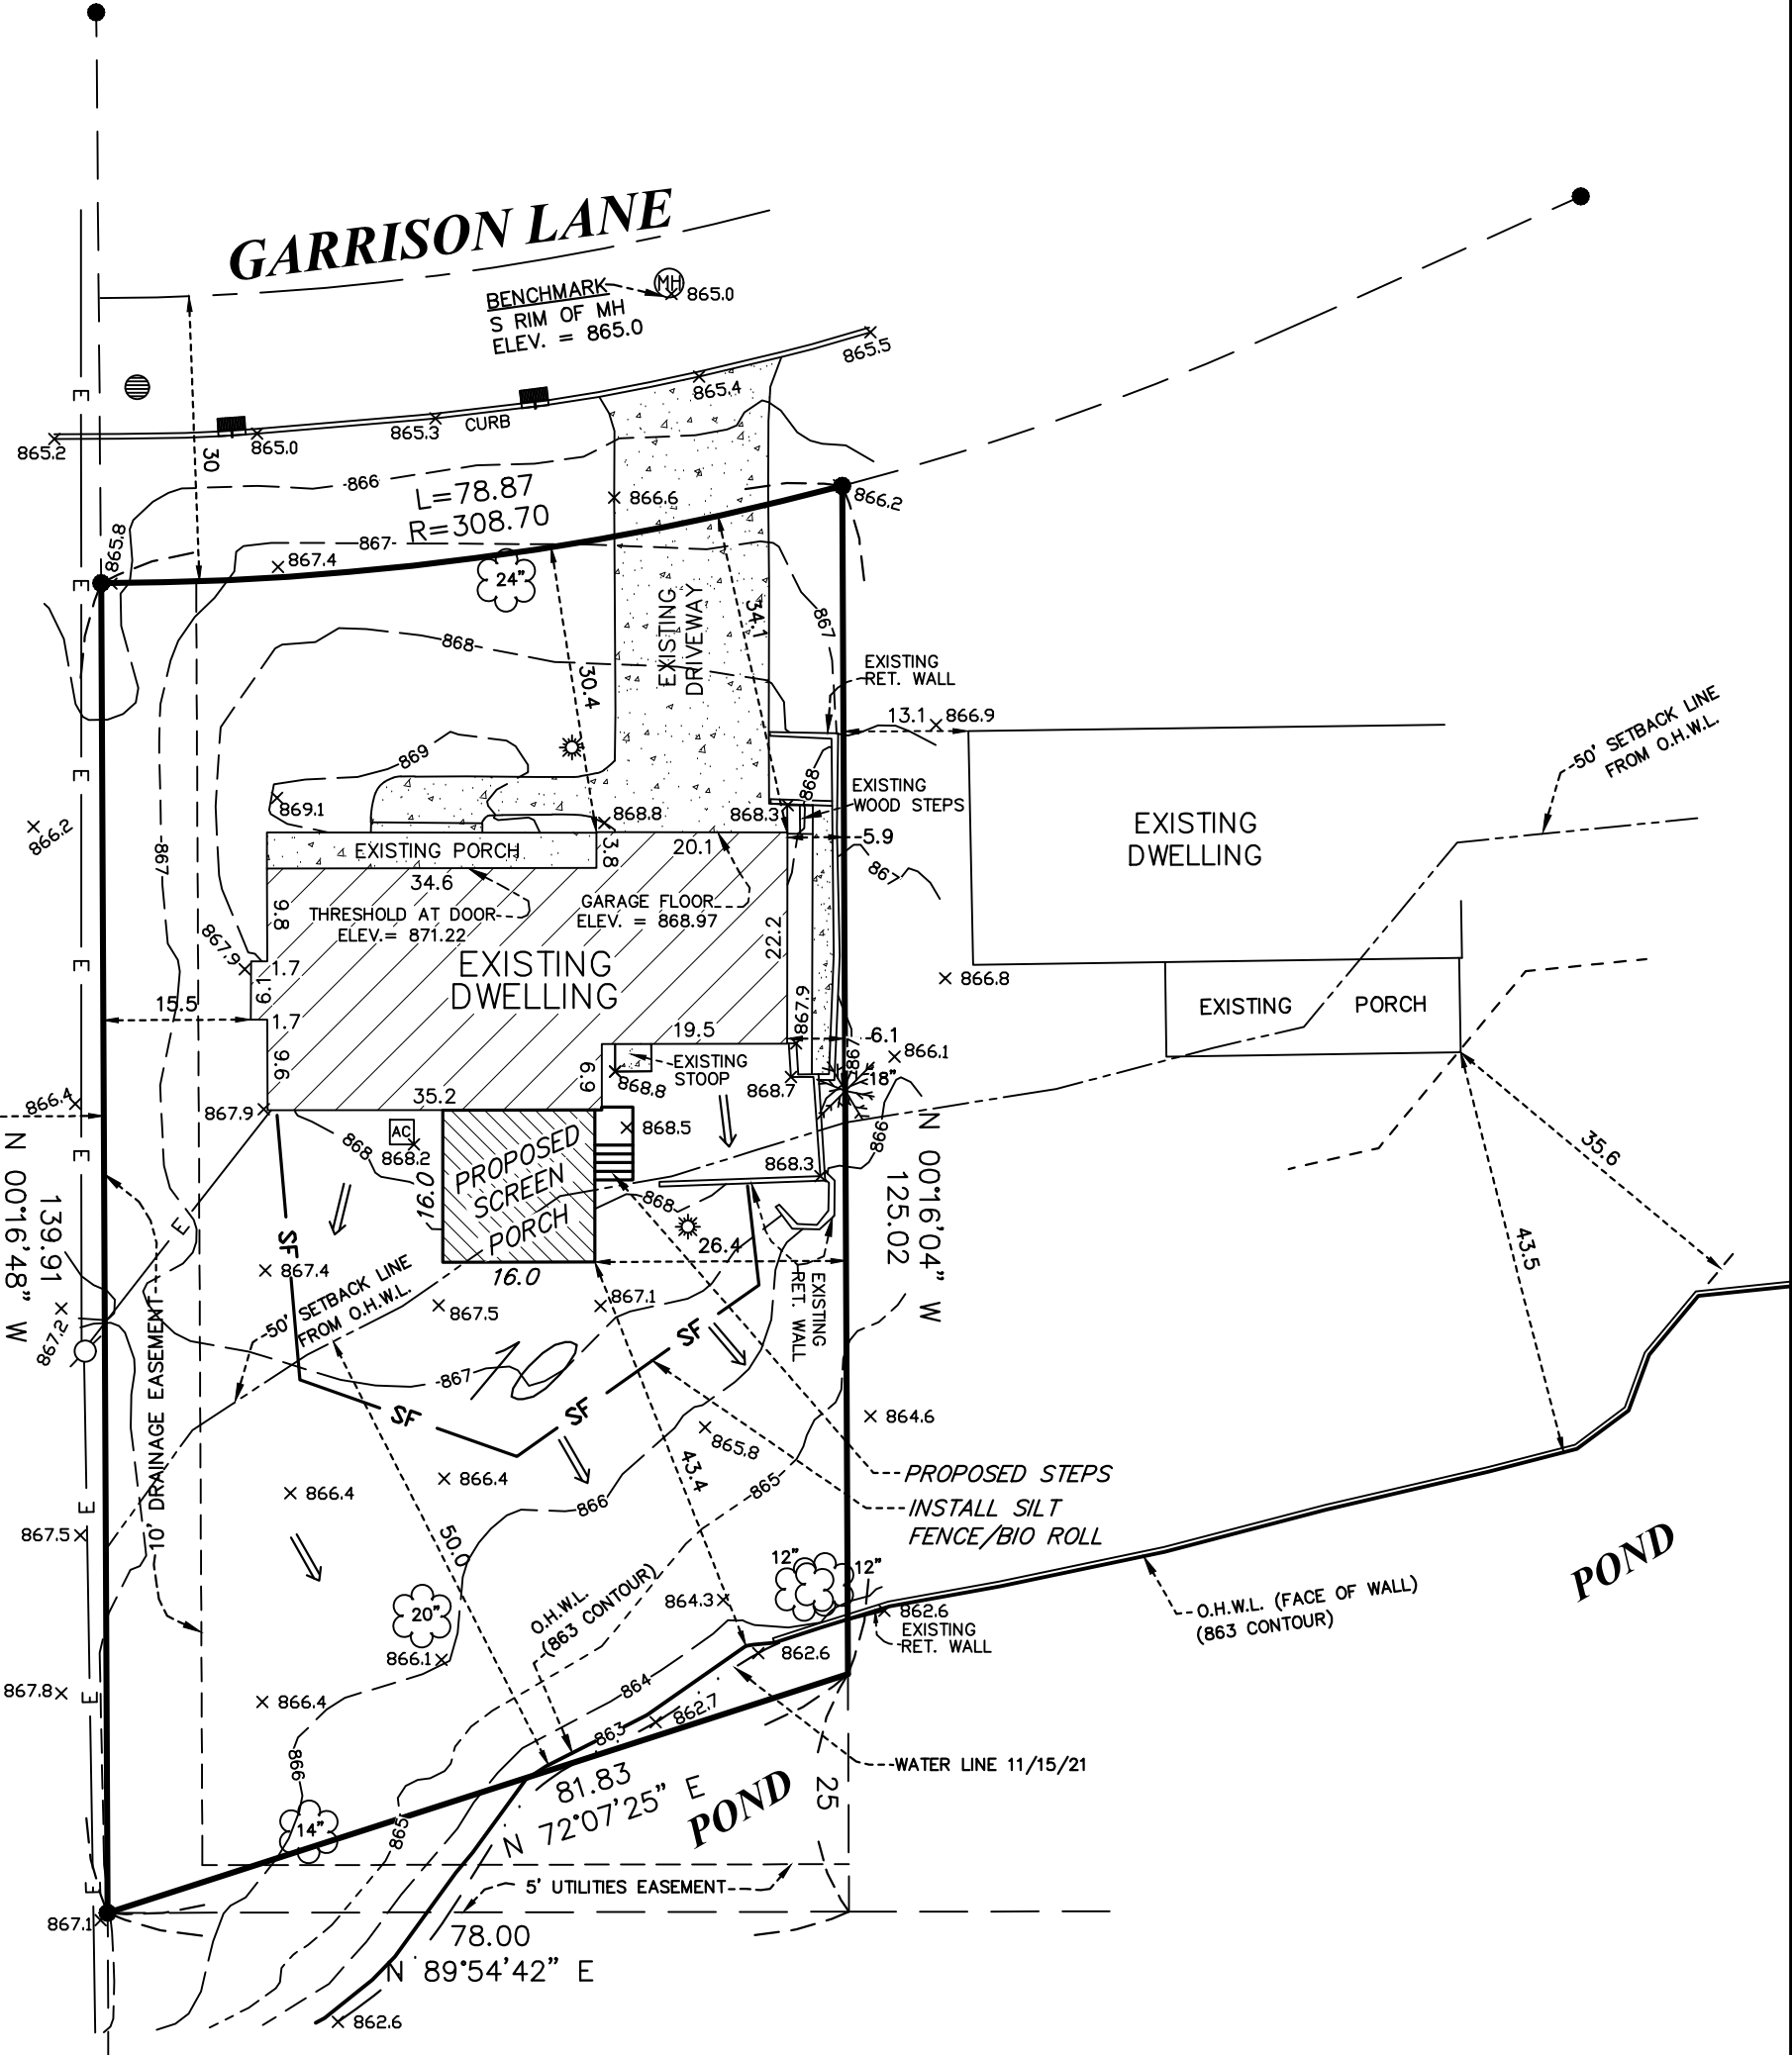 GARRISON LANE
BENCHMARK
S RIM OF MH
ELEV. = 865.0
MH
865.0
865.5
865.4
CURB
865.3
865.0
865.2
30
866
L=78.87
R=308.70
866.6
866.2
865.8
867.4
867
24"
EXISTING
DRIVEWAY
34.1
867
868
30.4
EXISTING
RET. WALL
13.1
866.9
-50' SETBACK LINE
FROM O.H.W.L.
869
869.1
868.8
868.3
868
EXISTING
WOOD STEPS
5.9
867
866.2
867
EXISTING PORCH
3.8
20.1
34.6
9.8
THRESHOLD AT DOOR
ELEV.= 871.22
GARAGE FLOOR
ELEV. = 868.97
22.2
EXISTING
DWELLING
EXISTING
DWELLING
867.9
1.7
6.1
1.7
15.5
9.6
866.8
EXISTING PORCH
867.9
19.5
6.1
867
866.1
EXISTING
STOOP
868.8
6.9
868.7
18"
35.2
867.9
866.4
AC
868.2
868
868.5
PROPOSED
SCREEN
PORCH
16.0
16.0
868.3
866
868
N 00°16'04" W
125.02
N 00°16'48" W
139.91
35.6
43.5
SF
867.4
26.4
867.5
867.1
EXISTING
RET. WALL
-50' SETBACK LINE
FROM O.H.W.L.
867.2
10' DRAINAGE EASEMENT
867
SF
SF
SF
864.6
865.8
PROPOSED STEPS
INSTALL SILT
FENCE/BIO ROLL
43.4
865
866
866.4
866.4
867.5
50.0
12"
12"
O.H.W.L.
(863 CONTOUR)
864.3
862.6
EXISTING
RET. WALL
O.H.W.L. (FACE OF WALL)
(863 CONTOUR)
POND
20"
866.1
862.6
864
862.7
863
867.8
866.4
866
WATER LINE 11/15/21
81.83
N 72°07'25" E
POND
25
14"
865
5' UTILITIES EASEMENT
867.1
78.00
N 89°54'42" E
862.6
E
E
E
E
E
E
E
E
E